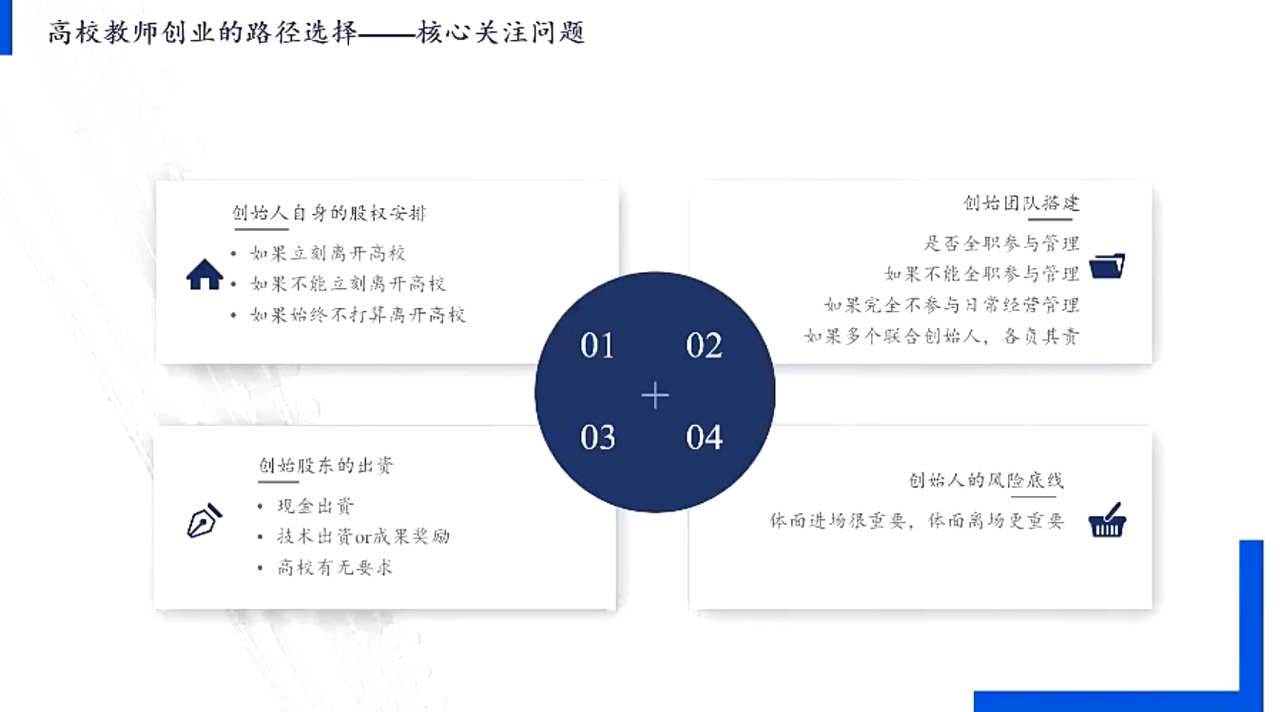 高校教师创业的路径选择——核心关注问题
创始人自身的股权安排
• 如果立刻离开高校
• 如果不能立刻离开高校
• 如果始终不打算离开高校
创始团队搭建
是否全职参与管理
如果不能全职参与管理
如果完全不参与日常经营管理
如果多个联合创始人，各负其责
01 02
03 04
创始股东的出资
• 现金出资
• 技术出资or成果奖励
• 高校有无要求
创始人的风险底线
体面进场很重要，体面离场更重要